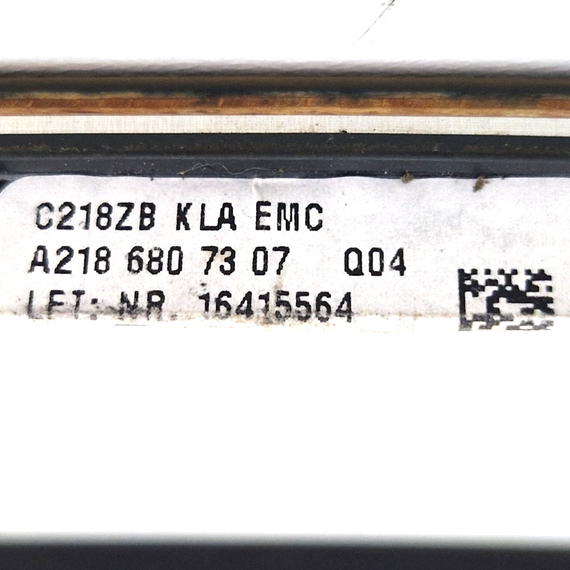 C218ZB KLA EMC
A218 680 73 07 Q04
LFT: NR. 16415564